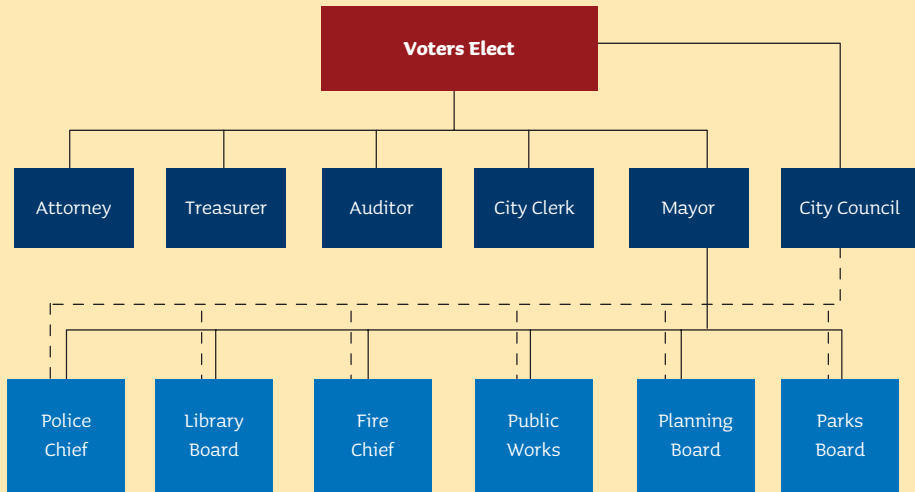 Voters Elect
Attorney
Treasurer
Auditor
City Clerk
Mayor
City Council
Police
Chief
Library
Board
Fire
Chief
Public
Works
Planning
Board
Parks
Board